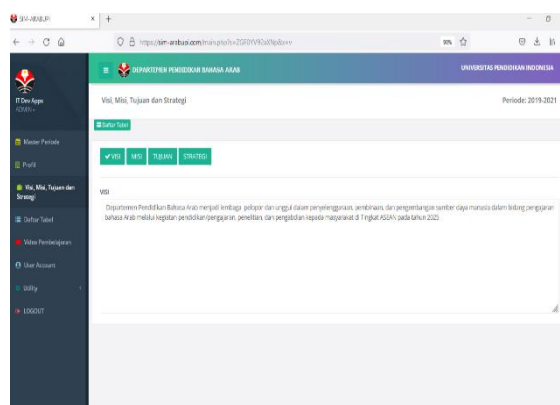 SIM-ARABUPI
https://sim-arabupi.com/main.php?s=
90%
IT Dev Apps
ADMIN
DEPARTEMEN PENDIDIKAN BAHASA ARAB
UNIVERSITAS PENDIDIKAN INDONESIA
Visi, Misi, Tujuan dan Strategi
Periode: 2019-2021
Daftar Tabel
Master Periode
Profil
Visi, Misi, Tujuan dan
Strategi
Daftar Tabel
Video Pembelajaran
User Account
Utility
LOGOUT
VISI
MISI
TUJUAN
STRATEGI
VISI
Departemen Pendidikan Bahasa Arab menjadi lembaga pelopor dan unggul dalam penyelenggaraan, pembinaan, dan pengembangan sumber daya manusia dalam bidang pengajaran
bahasa Arab melalui kegiatan pendidikan/pengajaran, penelitian, dan pengabdian kepada masyarakat di Tingkat ASEAN pada tahun 2025.